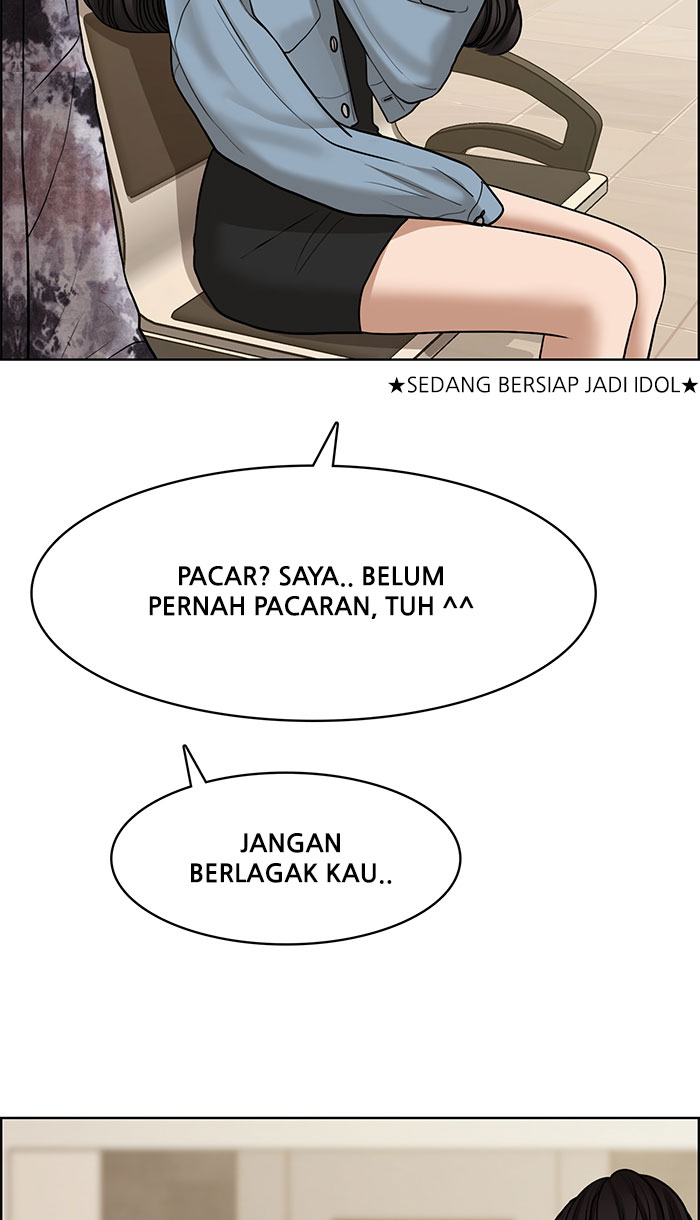 ★SEDANG BERSIAP JADI IDOL★
PACAR? SAYA.. BELUM
PERNAH PACARAN, TUH ^^
JANGAN
BERLAGAK KAU..